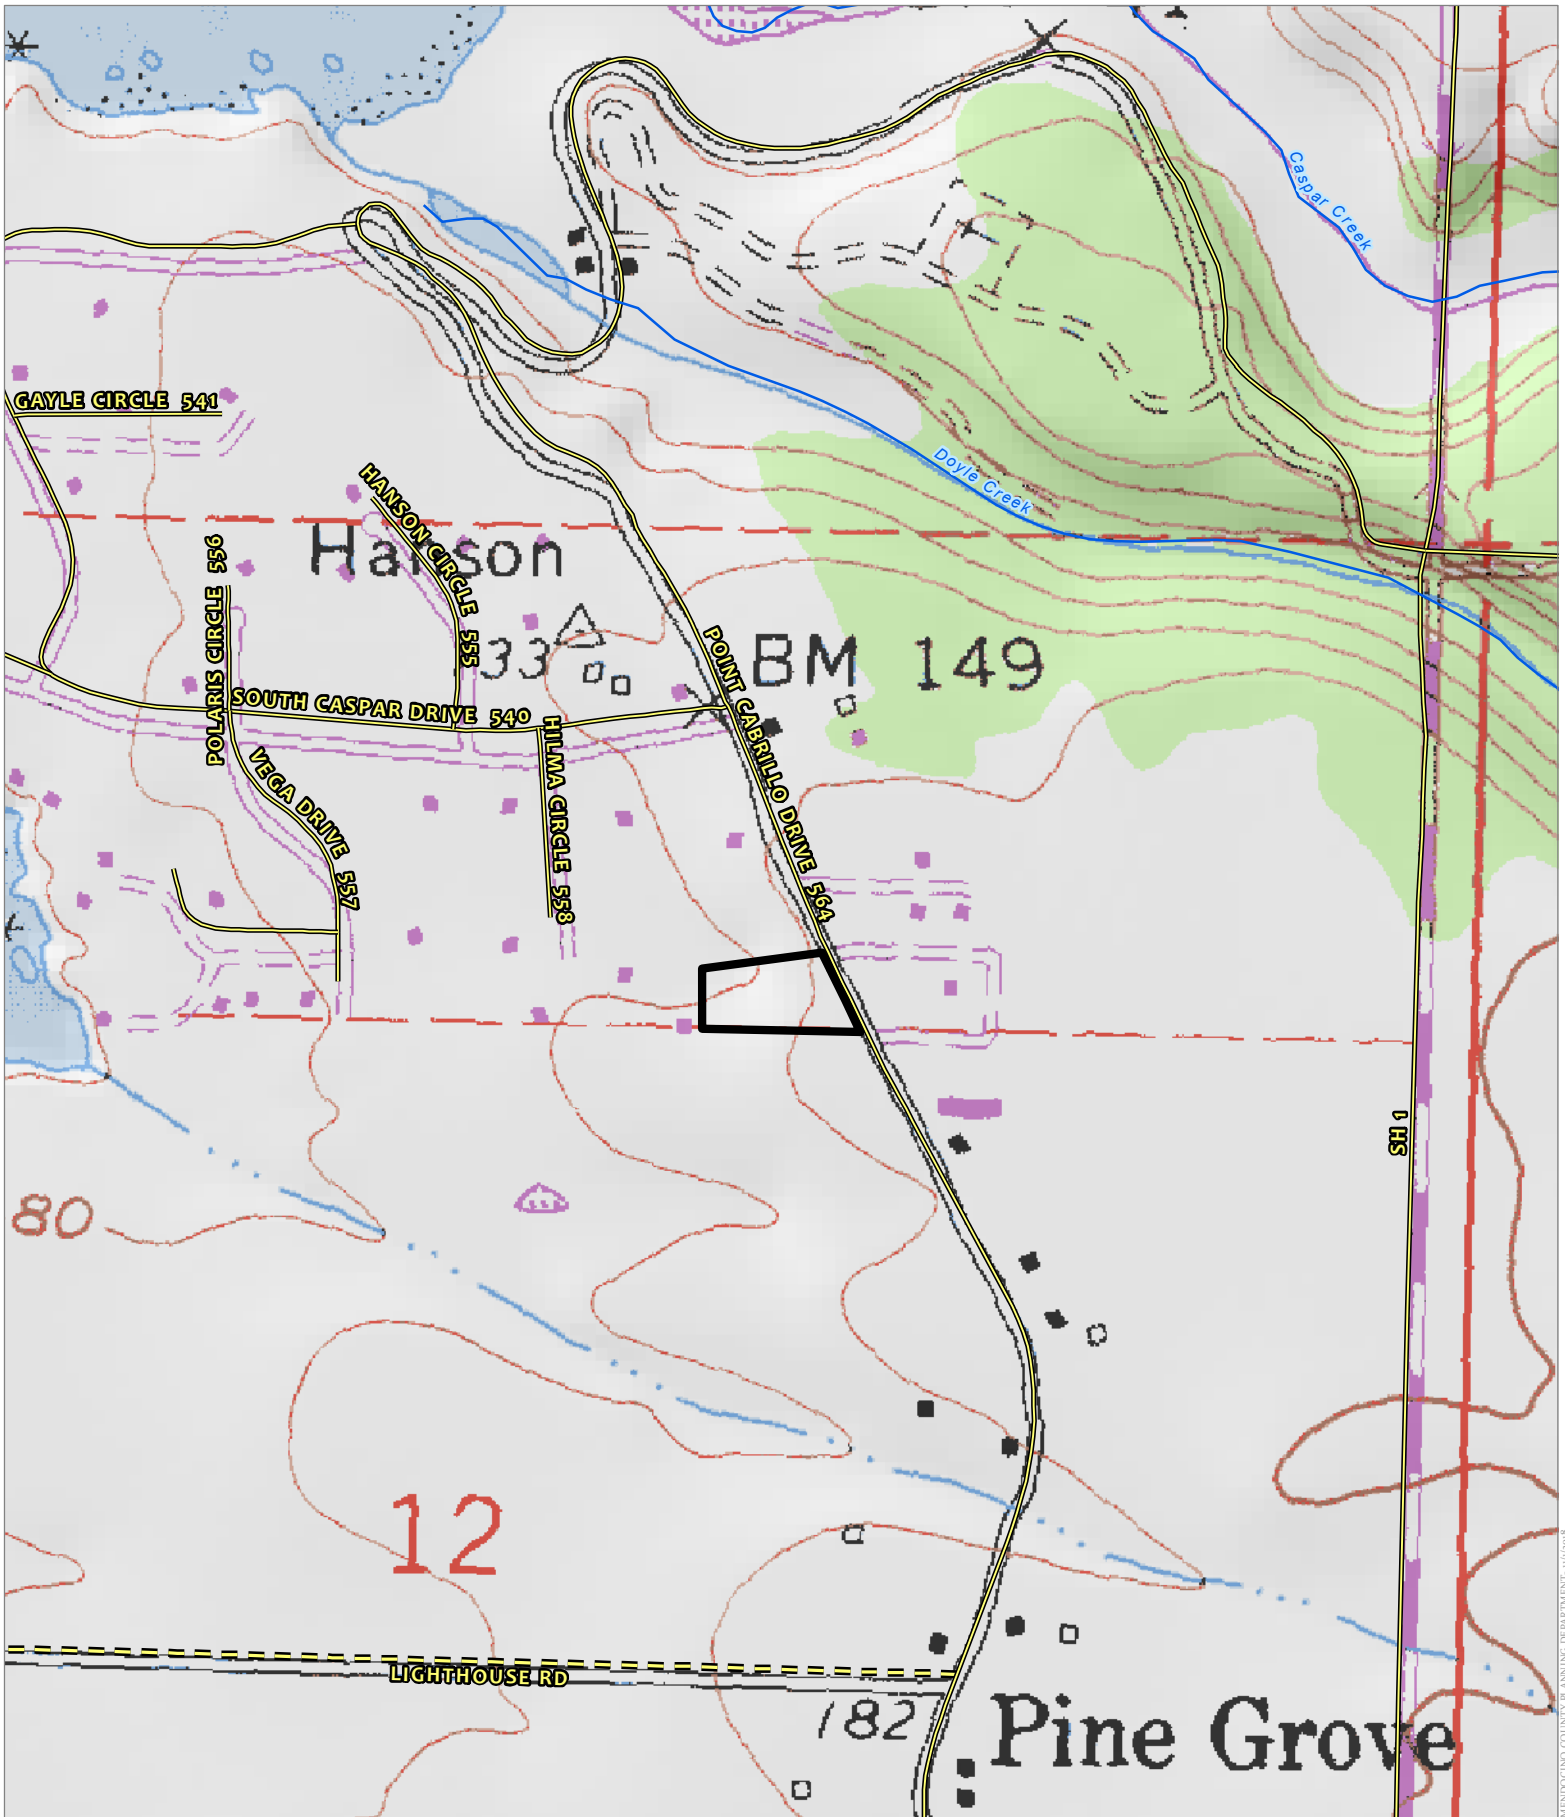 Caspar Creek
GAYLE CIRCLE 541
Doyle Creek
HANSON CIRCLE 555
Hanson
POLARIS CIRCLE 556
33
BM 149
POINT CABRILLO DRIVE 564
SOUTH CASPAR DRIVE 540
HILMA CIRCLE 558
VEGA DRIVE 557
SH 1
80
12
LIGHTHOUSE RD
182
Pine Grove